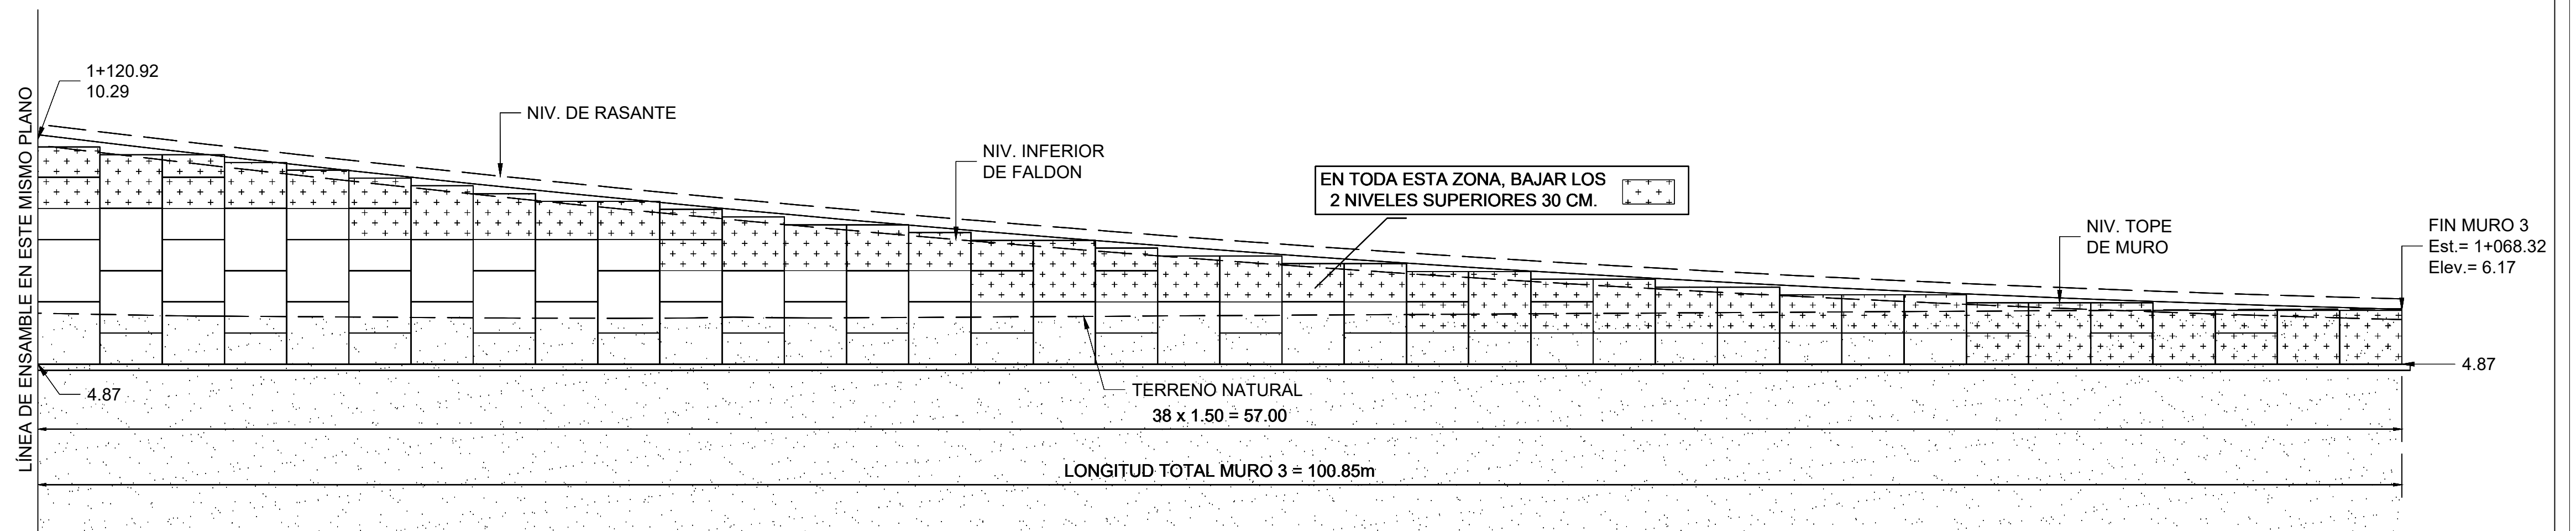 LÍNEA DE ENSAMBLE EN ESTE MISMO PLANO
1+120.92
10.29
NIV. DE RASANTE
NIV. INFERIOR
DE FALDON
EN TODA ESTA ZONA, BAJAR LOS
2 NIVELES SUPERIORES 30 CM.
NIV. TOPE
DE MURO
FIN MURO 3
Est.= 1+068.32
Elev.= 6.17
4.87
4.87
TERRENO NATURAL
38 x 1.50 = 57.00
LONGITUD TOTAL MURO 3 = 100.85m